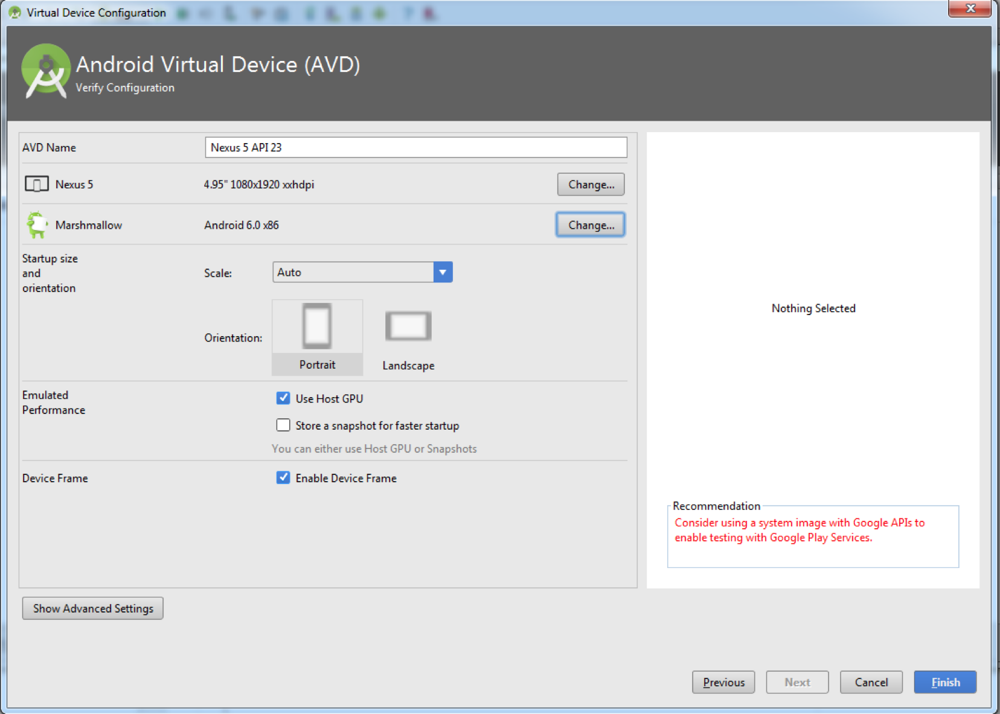 Virtual Device Configuration
Android Virtual Device (AVD)
Verify Configuration
AVD Name
Nexus 5 API 23
Nexus 5
4.95" 1080x1920 xxhdpi
Change...
Marshmallow
Android 6.0 x86
Change...
Startup size
and
orientation
Scale:
Auto
Orientation:
Portrait
Landscape
Emulated
Performance
Use Host GPU
Store a snapshot for faster startup
You can either use Host GPU or Snapshots
Device Frame
Enable Device Frame
Nothing Selected
Recommendation
Consider using a system image with Google APIs to
enable testing with Google Play Services.
Show Advanced Settings
Previous
Next
Cancel
Finish